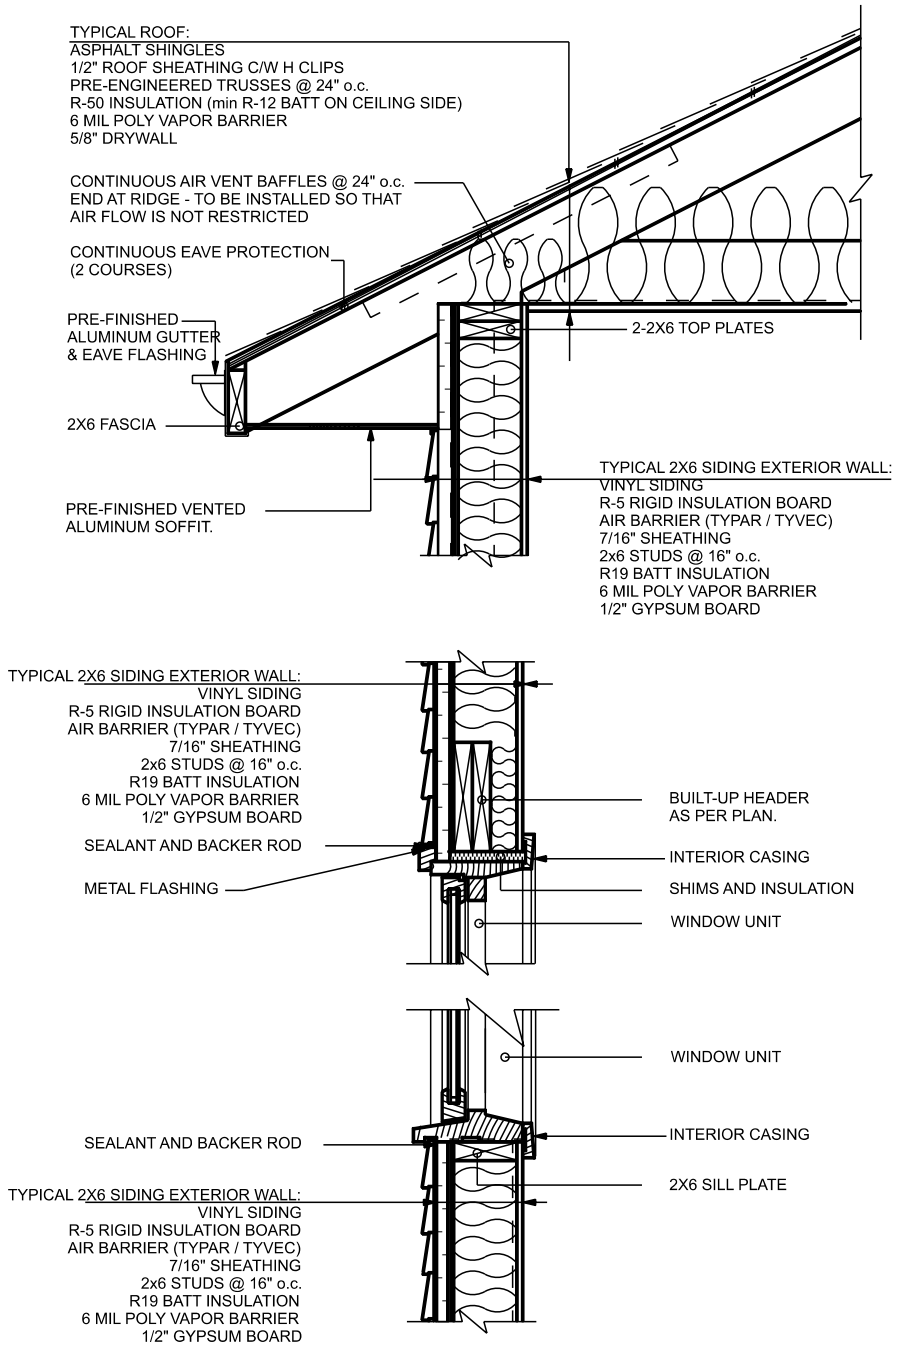 TYPICAL ROOF:
ASPHALT SHINGLES
1/2" ROOF SHEATHING C/W H CLIPS
PRE-ENGINEERED TRUSSES @ 24" o.c.
R-50 INSULATION (min R-12 BATT ON CEILING SIDE)
6 MIL POLY VAPOR BARRIER
5/8" DRYWALL
CONTINUOUS AIR VENT BAFFLES @ 24" o.c.
END AT RIDGE - TO BE INSTALLED SO THAT
AIR FLOW IS NOT RESTRICTED
CONTINUOUS EAVE PROTECTION
(2 COURSES)
PRE-FINISHED
ALUMINUM GUTTER
& EAVE FLASHING
2-2X6 TOP PLATES
2X6 FASCIA
PRE-FINISHED VENTED
ALUMINUM SOFFIT.
TYPICAL 2X6 SIDING EXTERIOR WALL:
VINYL SIDING
R-5 RIGID INSULATION BOARD
AIR BARRIER (TYPAR / TYVEC)
7/16" SHEATHING
2x6 STUDS @ 16" o.c.
R19 BATT INSULATION
6 MIL POLY VAPOR BARRIER
1/2" GYPSUM BOARD
TYPICAL 2X6 SIDING EXTERIOR WALL:
VINYL SIDING
R-5 RIGID INSULATION BOARD
AIR BARRIER (TYPAR / TYVEC)
7/16" SHEATHING
2x6 STUDS @ 16" o.c.
R19 BATT INSULATION
6 MIL POLY VAPOR BARRIER
1/2" GYPSUM BOARD
SEALANT AND BACKER ROD
METAL FLASHING
BUILT-UP HEADER
AS PER PLAN.
INTERIOR CASING
SHIMS AND INSULATION
WINDOW UNIT
WINDOW UNIT
INTERIOR CASING
SEALANT AND BACKER ROD
2X6 SILL PLATE
TYPICAL 2X6 SIDING EXTERIOR WALL:
VINYL SIDING
R-5 RIGID INSULATION BOARD
AIR BARRIER (TYPAR / TYVEC)
7/16" SHEATHING
2x6 STUDS @ 16" o.c.
R19 BATT INSULATION
6 MIL POLY VAPOR BARRIER
1/2" GYPSUM BOARD